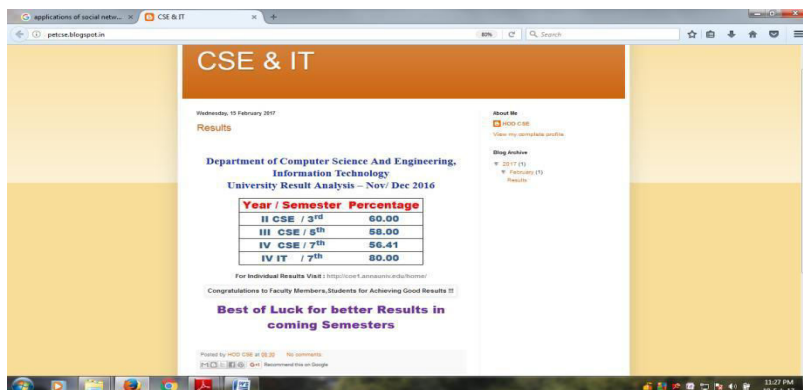 applications of social netw...
CSE & IT
petcse.blogspot.in
80%
Search
CSE & IT
Wednesday, 15 February 2017
Results
Department of Computer Science And Engineering,
Information Technology
University Result Analysis – Nov/ Dec 2016
Year / Semester Percentage
II CSE / 3rd 60.00
III CSE / 5th 58.00
IV CSE / 7th 56.41
IV IT / 7th 80.00
For Individual Results Visit : http://coe1.annauniv.edu/home/
Congratulations to Faculty Members,Students for Achieving Good Results !!!
Best of Luck for better Results in
coming Semesters
Posted by HOD CSE at 09:39 No comments:
Recommend this on Google
About Me
HOD CSE
View my complete profile
Blog Archive
▼ 2017 (1)
▼ February (1)
Results
11:27 PM